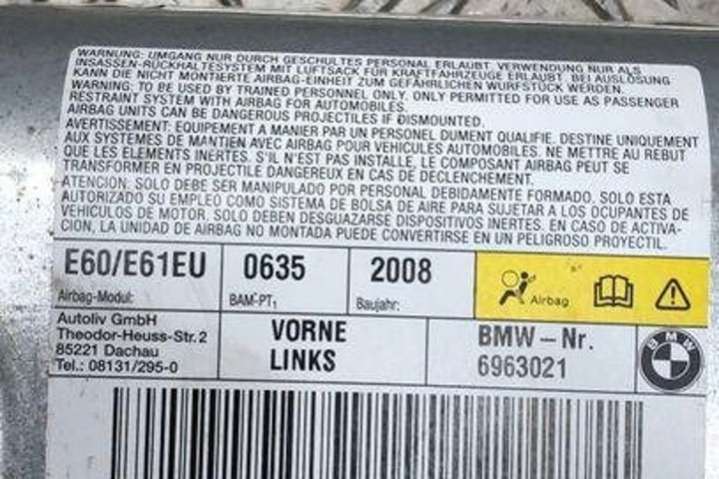 WARNUNG: UMGANG NUR DURCH GESCHULTES PERSONAL ERLAUBT. VERWENDUNG NUR ALS
INSASSEN-RÜCKHALTESYSTEM MIT LUFTSACK FÜR KRAFTFAHRZEUGE ERLAUBT. BEI AUSLÖSUNG
KANN DIE NICHT MONTIERTE AIRBAG-EINHEIT ZUM GEFÄHRLICHEN WURFSTÜCK WERDEN.
WARNING: TO BE USED BY TRAINED PERSONNEL ONLY. ONLY PERMITTED FOR USE AS PASSENGER
RESTRAINT SYSTEM WITH AIRBAG FOR AUTOMOBILES.
AIRBAG UNITS CAN BE DANGEROUS PROJECTILES IF DISMOUNTED.
AVERTISSEMENT: EQUIPEMENT A MANIER PAR UN PERSONEL DUMENT QUALIFIE. DESTINE UNIQUEMENT
AUX SYSTEMES DE MANTIEN AVEC AIRBAG POUR VEHICULES AUTOMOBILES. NE METTRE AU REBUT
QUE LES ELEMENTS INERTES. S'IL N'EST PAS INSTALLE, LE COMPOSANT AIRBAG PEUT SE
TRANSFORMER EN PROJECTILE DANGEREUX EN CAS DE DECLENCHEMENT.
ATENCION: SOLO DEBE SER MANIPULADO POR PERSONAL DEBIDAMENTE FORMADO. SOLO ESTA
AUTORIZADO SU EMPLEO COMO SISTEMA DE BOLSA DE AIRE PARA SUJETAR A LOS OCUPANTES DE
VEHICULOS DE MOTOR. SOLO DEBEN DESGUAZARSE DISPOSITIVOS INERTES. EN CASO DE ACTIVA-
CION, LA UNIDAD DE AIRBAG NO MONTADA PUEDE CONVERTIRSE EN UN PELIGROSO PROYECTIL.
E60/E61EU 0635 2008
Airbag-Modul: BAM-PT1 Baujahr: Airbag
Autoliv GmbH
Theodor-Heuss-Str.2
85221 Dachau
Tel.: 08131/295-0
VORNE
LINKS
BMW – Nr.
6963021
BMW